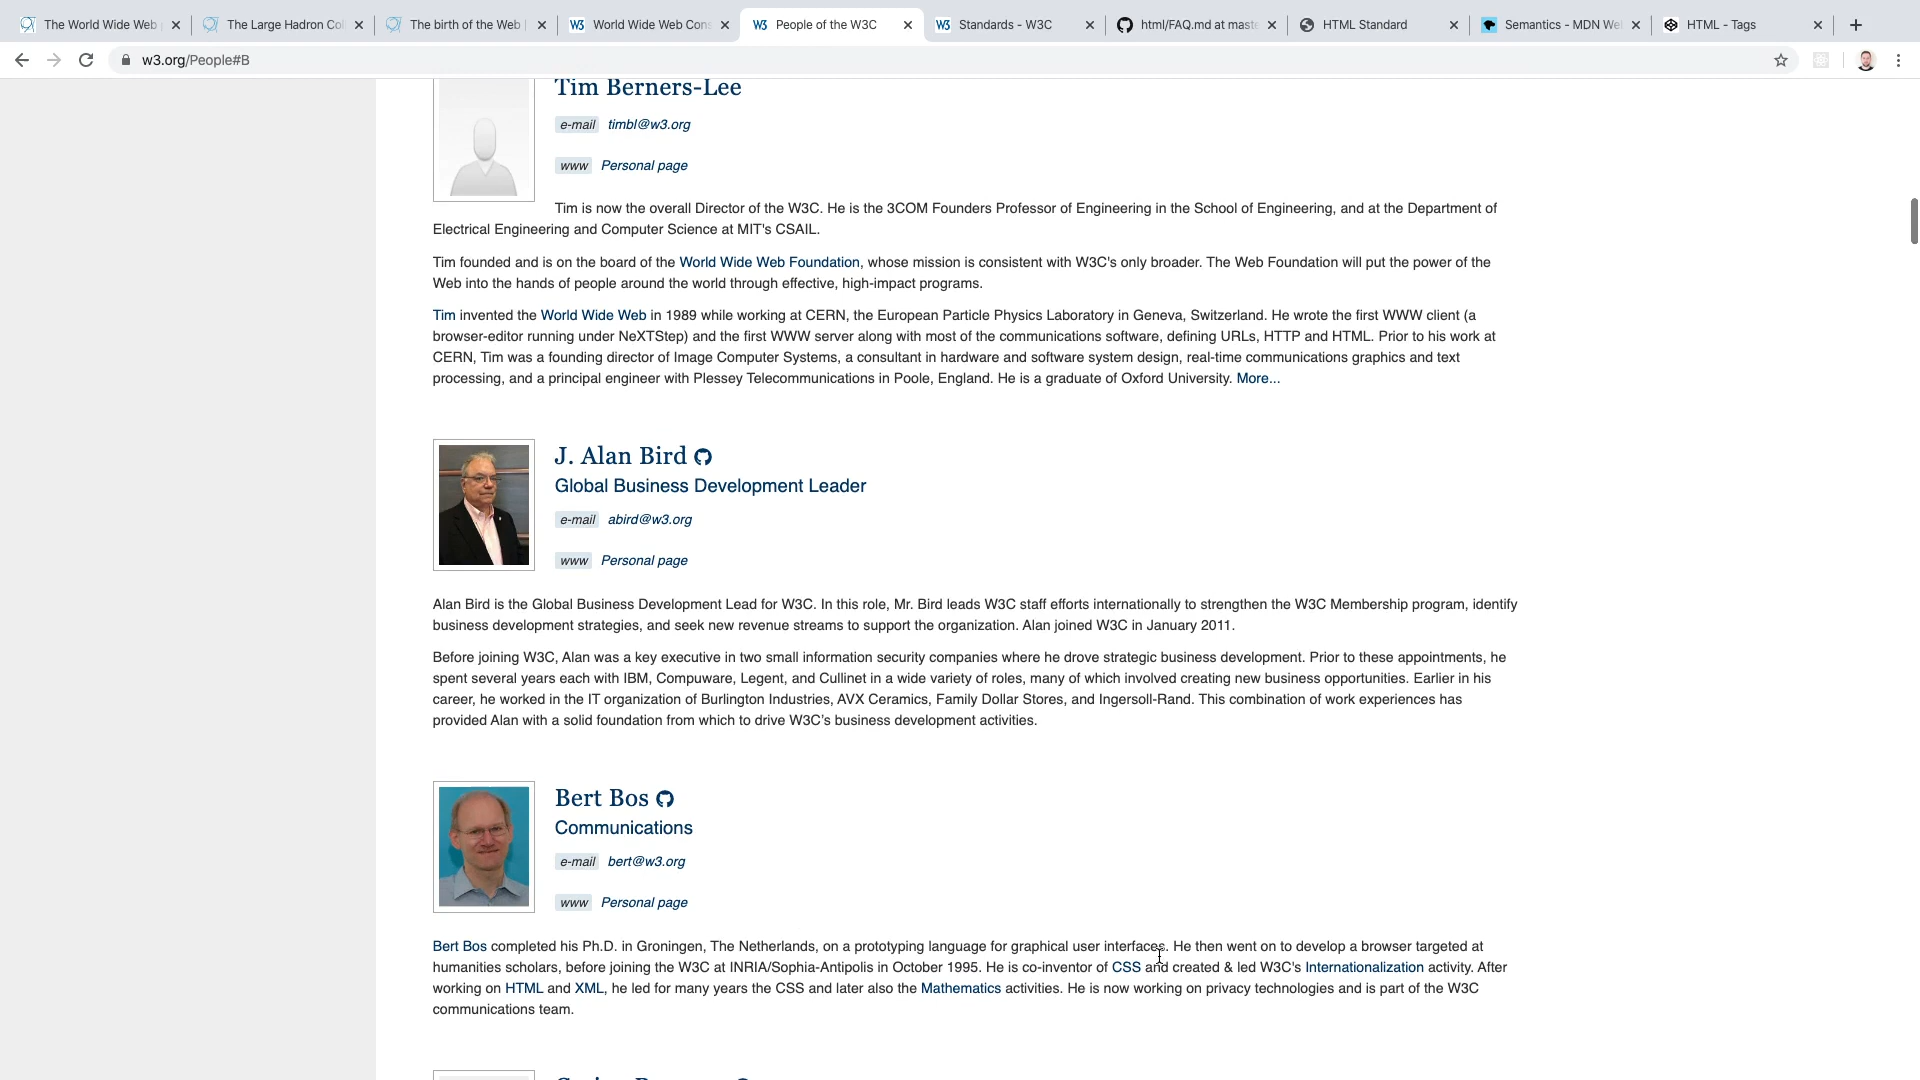 The World Wide Web
The Large Hadron Col
The birth of the Web
World Wide Web Cons
People of the W3C
Standards - W3C
html/FAQ.md at maste
HTML Standard
Semantics - MDN We
HTML - Tags
w3.org/People#B
Tim Berners-Lee
e-mail timbl@w3.org
www Personal page
Tim is now the overall Director of the W3C. He is the 3COM Founders Professor of Engineering in the School of Engineering, and at the Department of
Electrical Engineering and Computer Science at MIT's CSAIL.
Tim founded and is on the board of the World Wide Web Foundation, whose mission is consistent with W3C's only broader. The Web Foundation will put the power of the
Web into the hands of people around the world through effective, high-impact programs.
Tim invented the World Wide Web in 1989 while working at CERN, the European Particle Physics Laboratory in Geneva, Switzerland. He wrote the first WWW client (a
browser-editor running under NeXTStep) and the first WWW server along with most of the communications software, defining URLs, HTTP and HTML. Prior to his work at
CERN, Tim was a founding director of Image Computer Systems, a consultant in hardware and software system design, real-time communications graphics and text
processing, and a principal engineer with Plessey Telecommunications in Poole, England. He is a graduate of Oxford University. More...
J. Alan Bird
Global Business Development Leader
e-mail abird@w3.org
www Personal page
Alan Bird is the Global Business Development Lead for W3C. In this role, Mr. Bird leads W3C staff efforts internationally to strengthen the W3C Membership program, identify
business development strategies, and seek new revenue streams to support the organization. Alan joined W3C in January 2011.
Before joining W3C, Alan was a key executive in two small information security companies where he drove strategic business development. Prior to these appointments, he
spent several years each with IBM, Compuware, Legent, and Cullinet in a wide variety of roles, many of which involved creating new business opportunities. Earlier in his
career, he worked in the IT organization of Burlington Industries, AVX Ceramics, Family Dollar Stores, and Ingersoll-Rand. This combination of work experiences has
provided Alan with a solid foundation from which to drive W3C’s business development activities.
Bert Bos
Communications
e-mail bert@w3.org
www Personal page
Bert Bos completed his Ph.D. in Groningen, The Netherlands, on a prototyping language for graphical user interfaces. He then went on to develop a browser targeted at
humanities scholars, before joining the W3C at INRIA/Sophia-Antipolis in October 1995. He is co-inventor of CSS and created & led W3C's Internationalization activity. After
working on HTML and XML, he led for many years the CSS and later also the Mathematics activities. He is now working on privacy technologies and is part of the W3C
communications team.